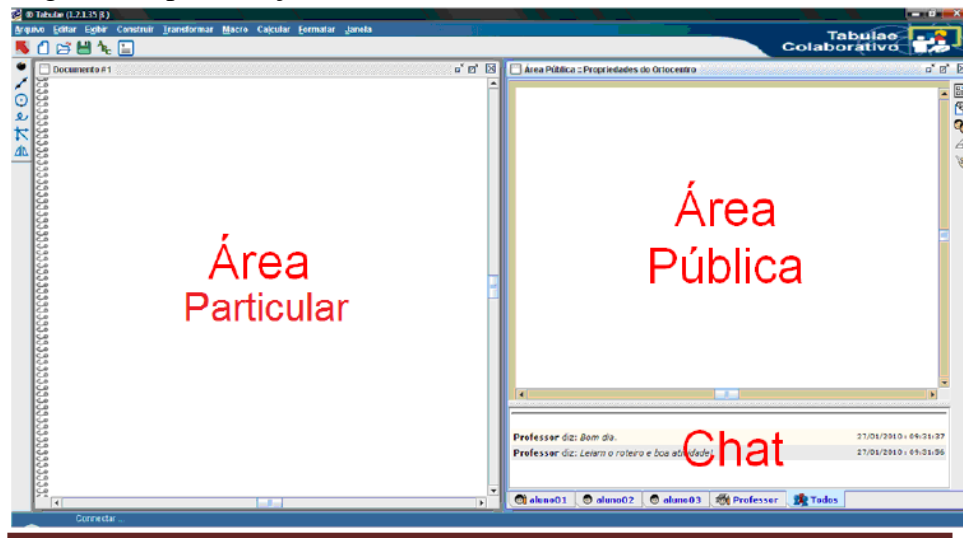 Tabulae (1.2.1.35 β)
Arquivo Editar Exibir Construir Transformar Macro Calcular Formatar Janela
Tabulae
Colaborativo
Documento #1
Área Pública :: Propriedades do Ortocentro
Área
Particular
Área
Pública
Professor diz: Bom dia. 27/01/2010 : 09:31:37
Professor diz: Leiam o roteiro e boa atividade!. 27/01/2010 : 09:31:56
Chat
aluno01 aluno02 aluno03 Professor Todos
Connectar ...